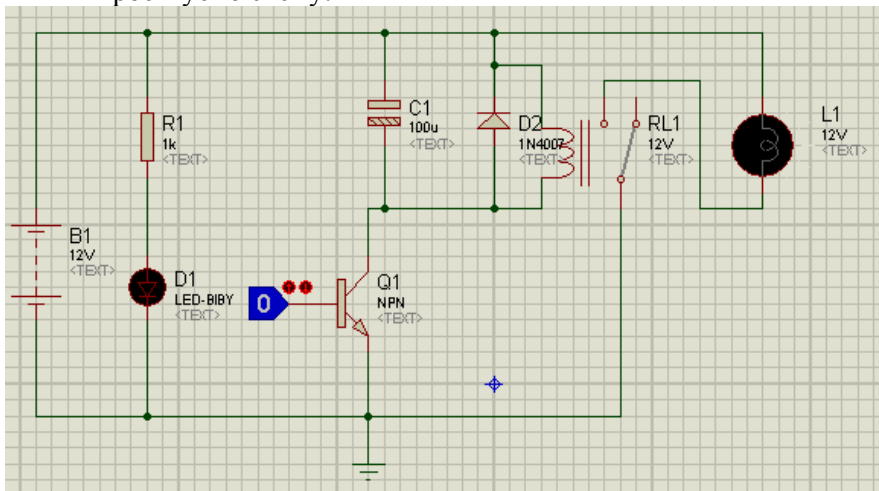 R1
1k
<TEXT>
C1
100u
<TEXT>
D2
1N4007
<TEXT>
RL1
12V
<TEXT>
L1
12V
<TEXT>
B1
12V
<TEXT>
D1
LED-BIBY
<TEXT>
0
Q1
NPN
<TEXT>